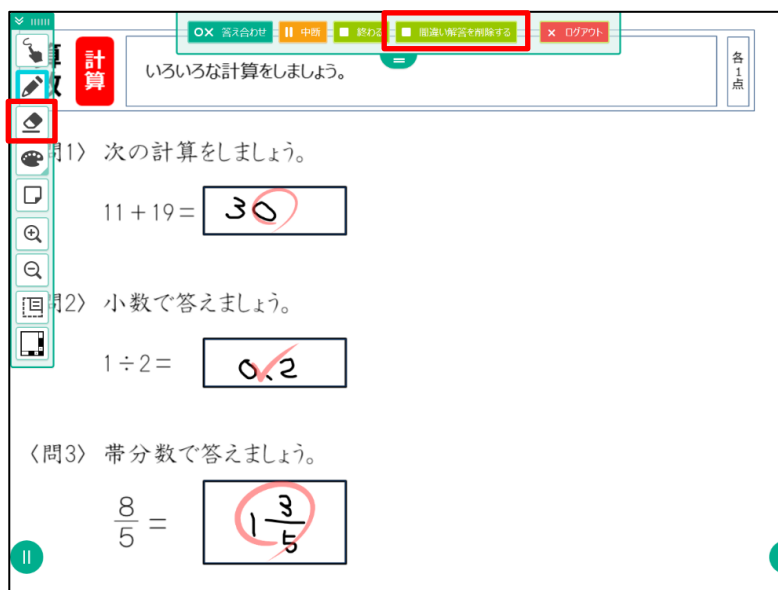 OX 答え合わせ 中断 終わる 間違い解答を削除する × ログアウト
算数 計算 いろいろな計算をしましょう。 各1点
問1〉 次の計算をしましょう。
11+19= 30
問2〉 小数で答えましょう。
1÷2= 0.2
〈問3〉 帯分数で答えましょう。
8/5 = 1 3/5